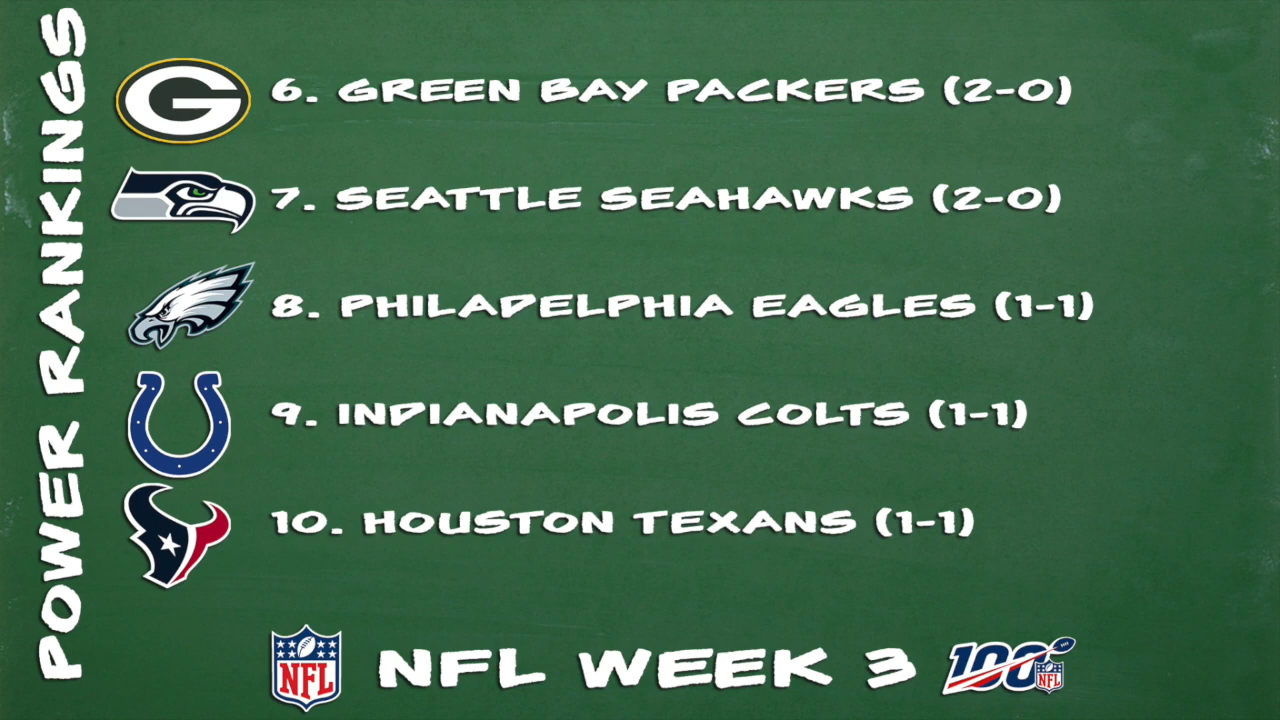 POWER RANKINGS
6. GREEN BAY PACKERS (2-0)
7. SEATTLE SEAHAWKS (2-0)
8. PHILADELPHIA EAGLES (1-1)
9. INDIANAPOLIS COLTS (1-1)
10. HOUSTON TEXANS (1-1)
NFL NFL WEEK 3 100 NFL